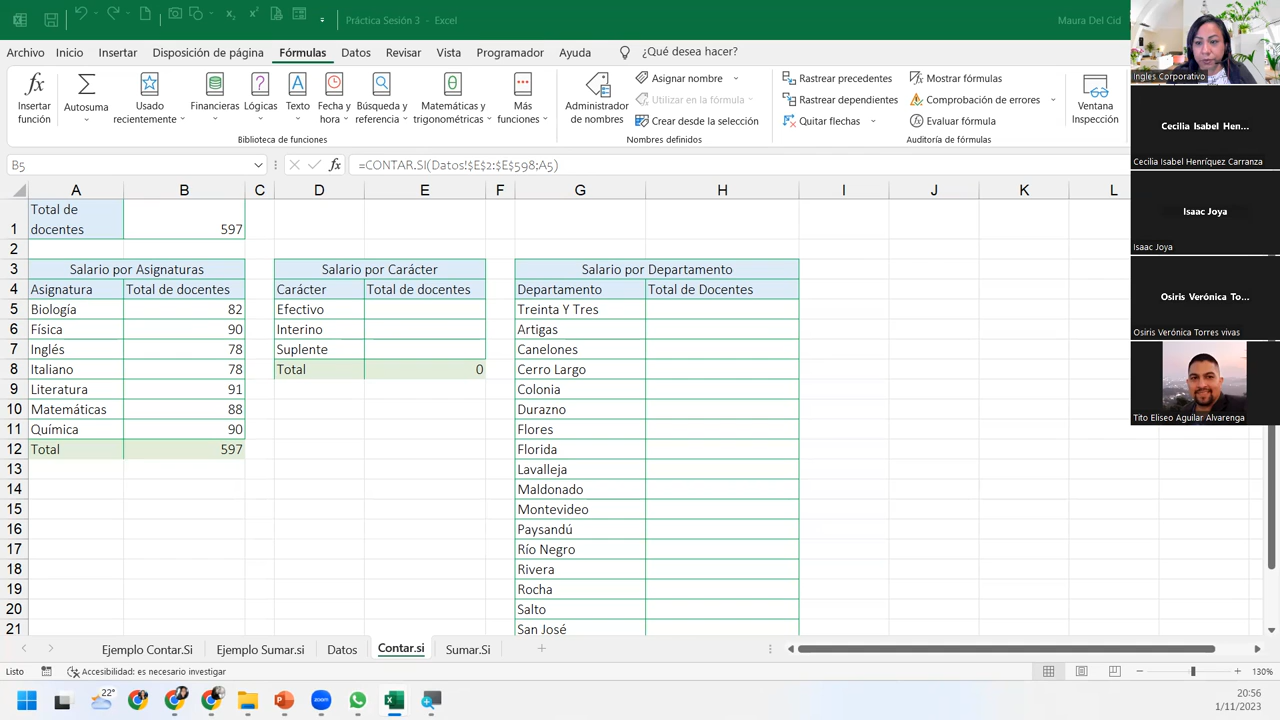 Práctica Sesión 3 - Excel
Maura Del Cid
Archivo Inicio Insertar Disposición de página Fórmulas Datos Revisar Vista Programador Ayuda ¿Qué desea hacer?
Insertar función
Autosuma
Usado recientemente
Financieras
Lógicas
Texto
Fecha y hora
Búsqueda y referencia
Matemáticas y trigonométricas
Más funciones
Biblioteca de funciones
Administrador de nombres
Asignar nombre
Utilizar en la fórmula
Crear desde la selección
Nombres definidos
Rastrear precedentes
Rastrear dependientes
Quitar flechas
Mostrar fórmulas
Comprobación de errores
Evaluar fórmula
Auditoría de fórmulas
Ventana Inspección
B5 fx =CONTAR.SI(Datos!$E$2:$E$598;A5)
A B C D E F G H I J K L
1 Total de docentes 597
2
3 Salario por Asignaturas Salario por Carácter Salario por Departamento
4 Asignatura Total de docentes Carácter Total de docentes Departamento Total de Docentes
5 Biología 82 Efectivo Treinta Y Tres
6 Física 90 Interino Artigas
7 Inglés 78 Suplente Canelones
8 Italiano 78 Total 0 Cerro Largo
9 Literatura 91 Colonia
10 Matemáticas 88 Durazno
11 Química 90 Flores
12 Total 597 Florida
13 Lavalleja
14 Maldonado
15 Montevideo
16 Paysandú
17 Río Negro
18 Rivera
19 Rocha
20 Salto
21 San José
Ejemplo Contar.Si Ejemplo Sumar.si Datos Contar.si Sumar.Si
Listo Accesibilidad: es necesario investigar 130%
22°
20:56
1/11/2023
Ingles Corporativo
Cecilia Isabel Hen...
Cecilia Isabel Henríquez Carranza
Isaac Joya
Isaac Joya
Osiris Verónica To...
Osiris Verónica Torres vivas
Tito Eliseo Aguilar Alvarenga